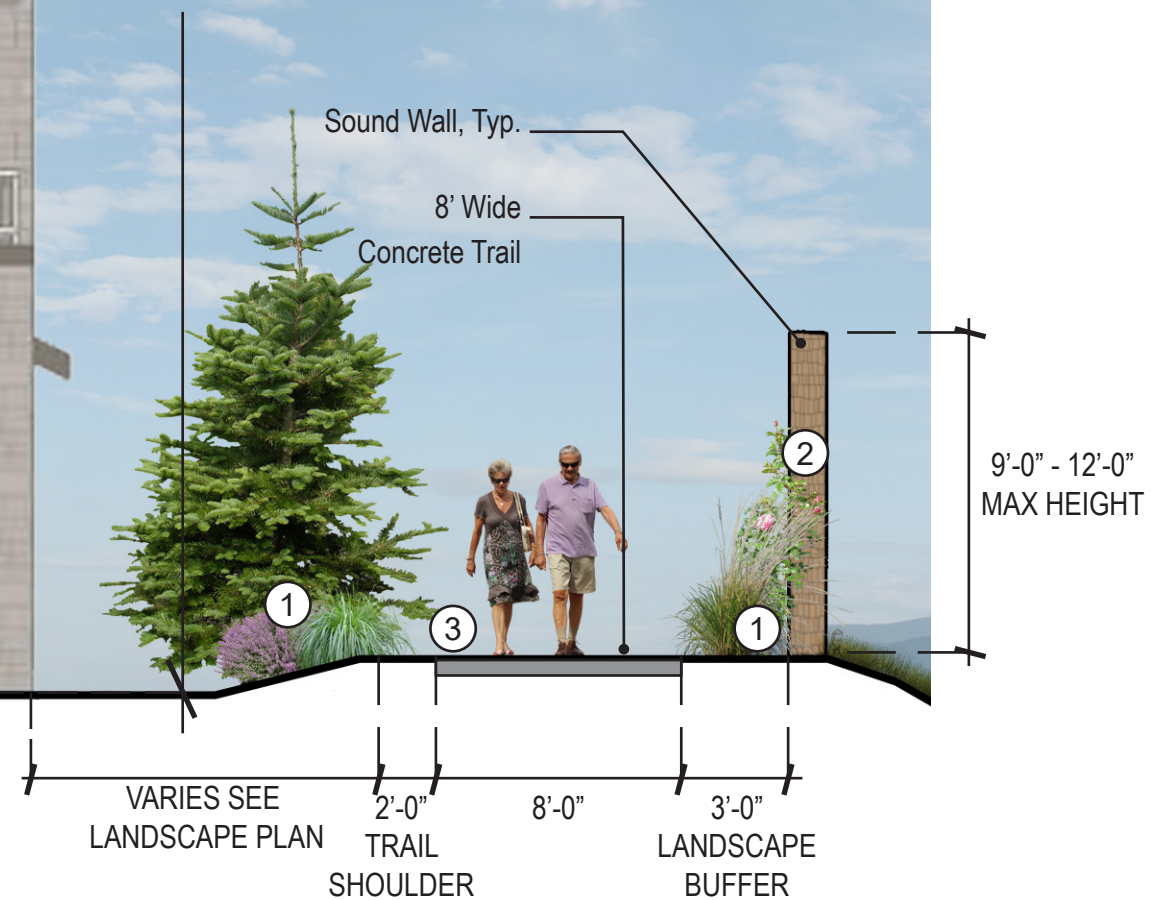 Sound Wall, Typ.
8’ Wide
Concrete Trail
2
9’-0” - 12’-0”
MAX HEIGHT
1
3
1
VARIES SEE
LANDSCAPE PLAN
2’-0”
TRAIL
SHOULDER
8’-0”
3’-0”
LANDSCAPE
BUFFER